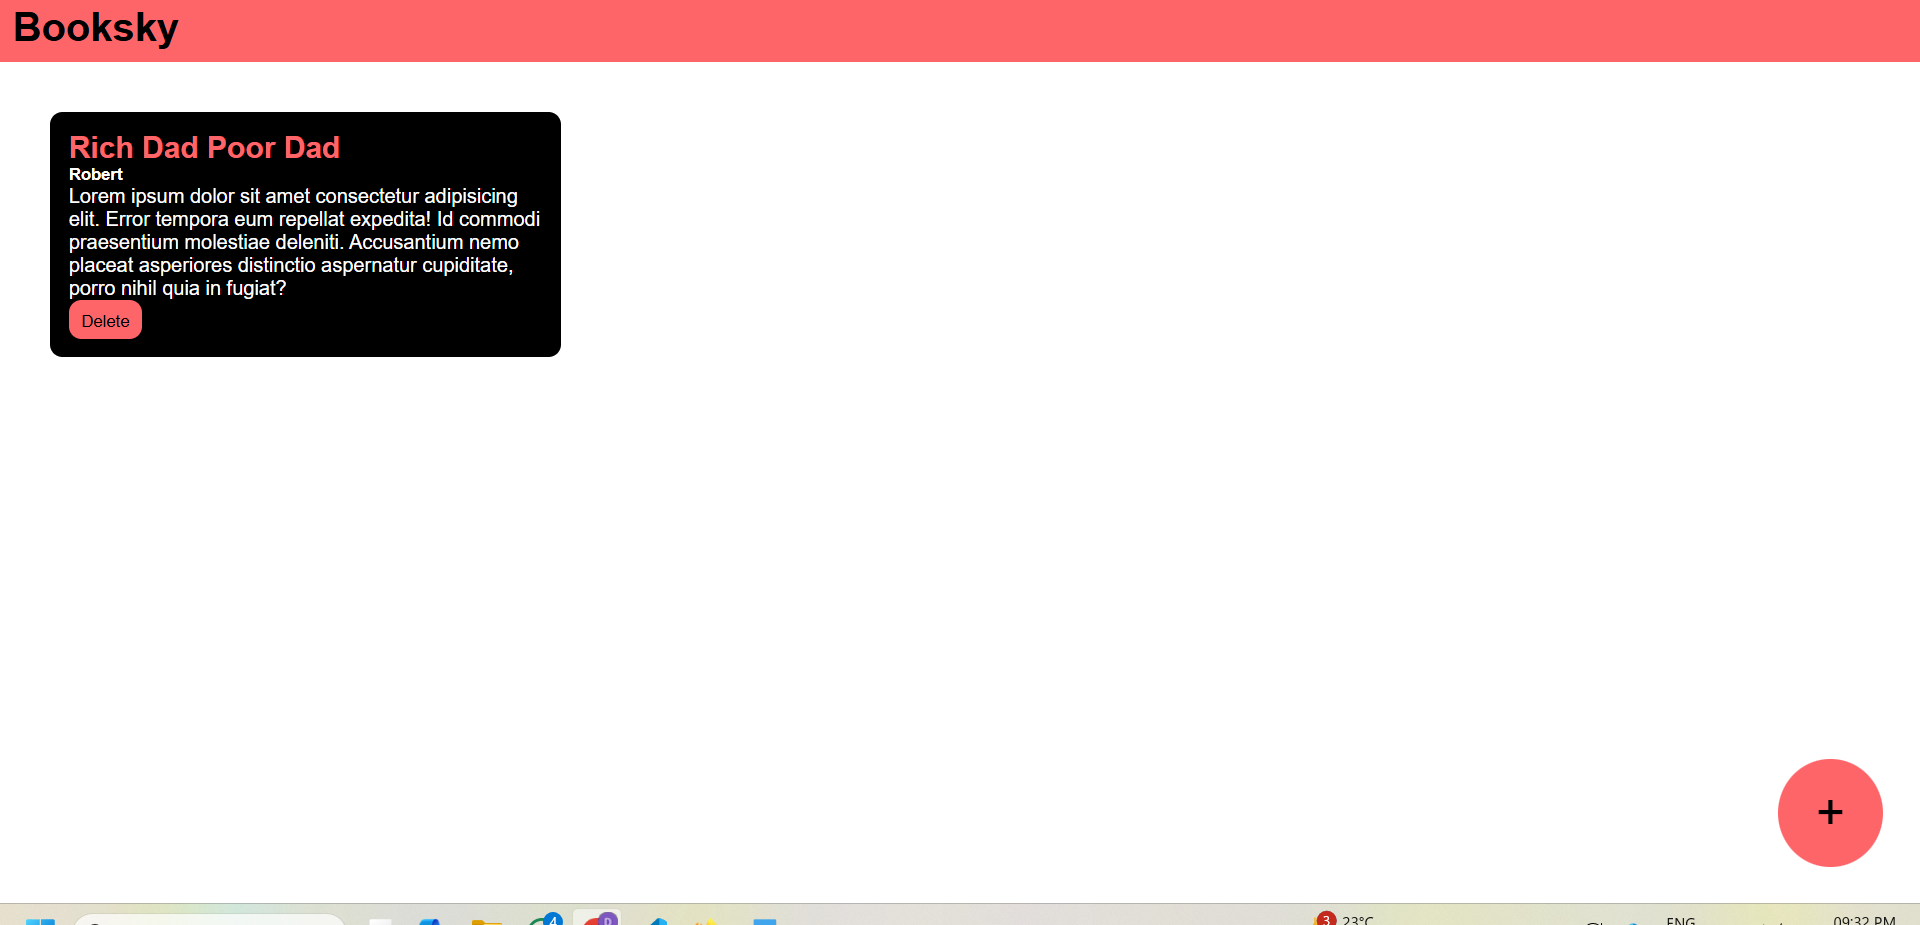 Booksky
Rich Dad Poor Dad
Robert
Lorem ipsum dolor sit amet consectetur adipisicing
elit. Error tempora eum repellat expedita! Id commodi
praesentium molestiae deleniti. Accusantium nemo
placeat asperiores distinctio aspernatur cupiditate,
porro nihil quia in fugiat?
Delete
+
4
3 23°C
ENG
09:32 PM